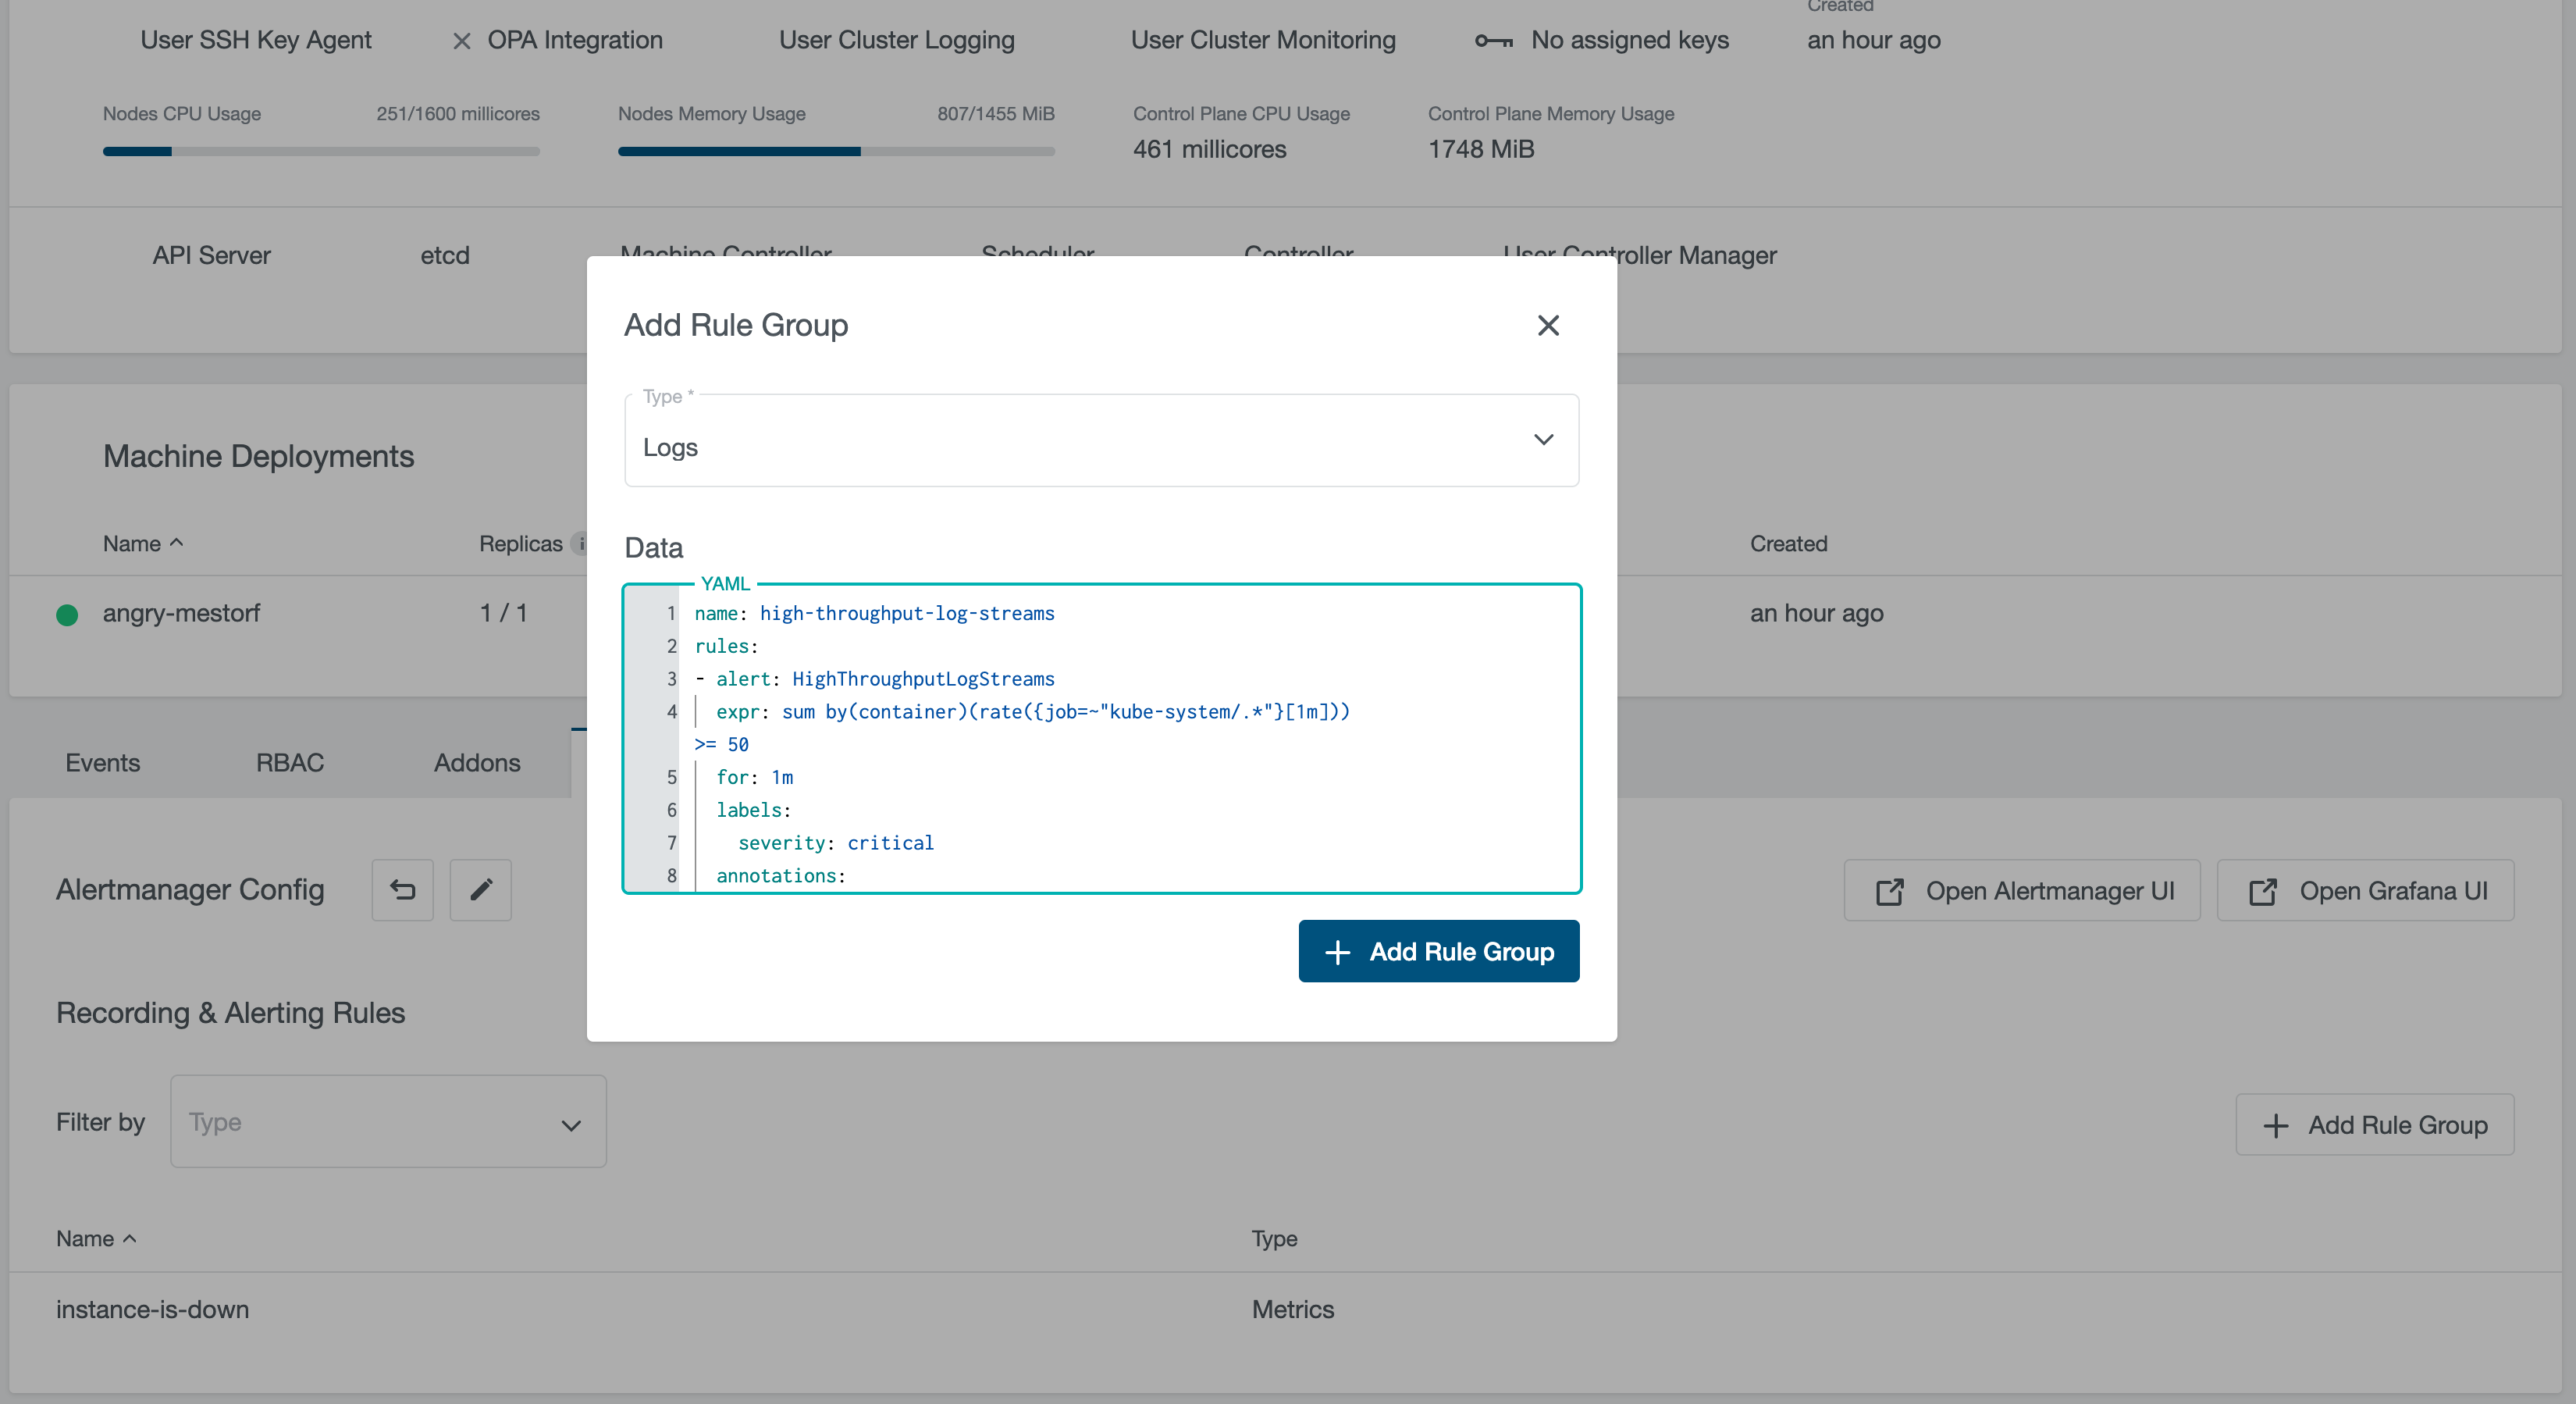 Created
User SSH Key Agent
OPA Integration
User Cluster Logging
User Cluster Monitoring
No assigned keys
an hour ago
Nodes CPU Usage
251/1600 millicores
Nodes Memory Usage
807/1455 MiB
Control Plane CPU Usage
461 millicores
Control Plane Memory Usage
1748 MiB
API Server
etcd
Machine Controller
Scheduler
Controller
User Controller Manager
Add Rule Group
Type *
Logs
Data
YAML
1 name: high-throughput-log-streams
2 rules:
3 - alert: HighThroughputLogStreams
4 expr: sum by(container)(rate({job=~"kube-system/.*"}[1m]))
>= 50
5 for: 1m
6 labels:
7 severity: critical
8 annotations:
Add Rule Group
Machine Deployments
Name
Replicas
Created
angry-mestorf
1 / 1
an hour ago
Events
RBAC
Addons
Alertmanager Config
Open Alertmanager UI
Open Grafana UI
Recording & Alerting Rules
Filter by
Type
Add Rule Group
Name
Type
instance-is-down
Metrics